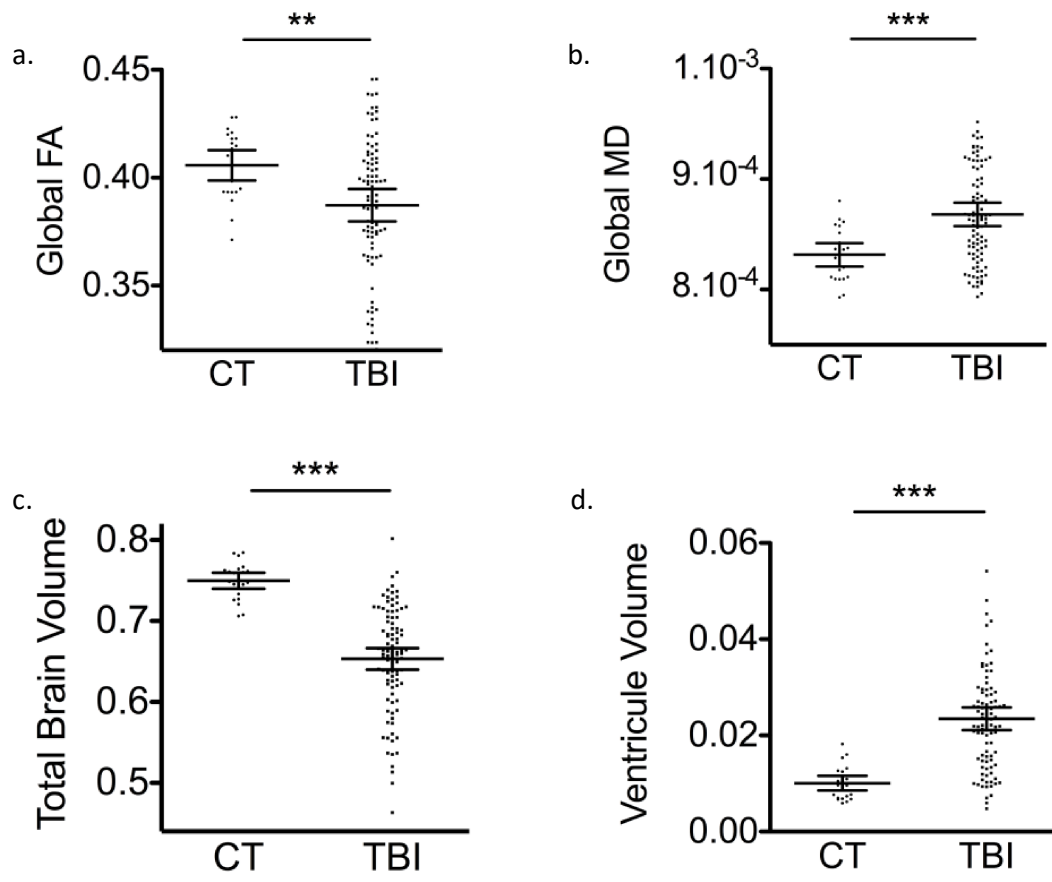 a.
**
Global FA
0.45
0.40
0.35
CT TBI
b.
***
Global MD
1.10-3
9.10-4
8.10-4
CT TBI
c.
***
Total Brain Volume
0.8
0.7
0.6
0.5
CT TBI
d.
***
Ventricule Volume
0.06
0.04
0.02
0.00
CT TBI